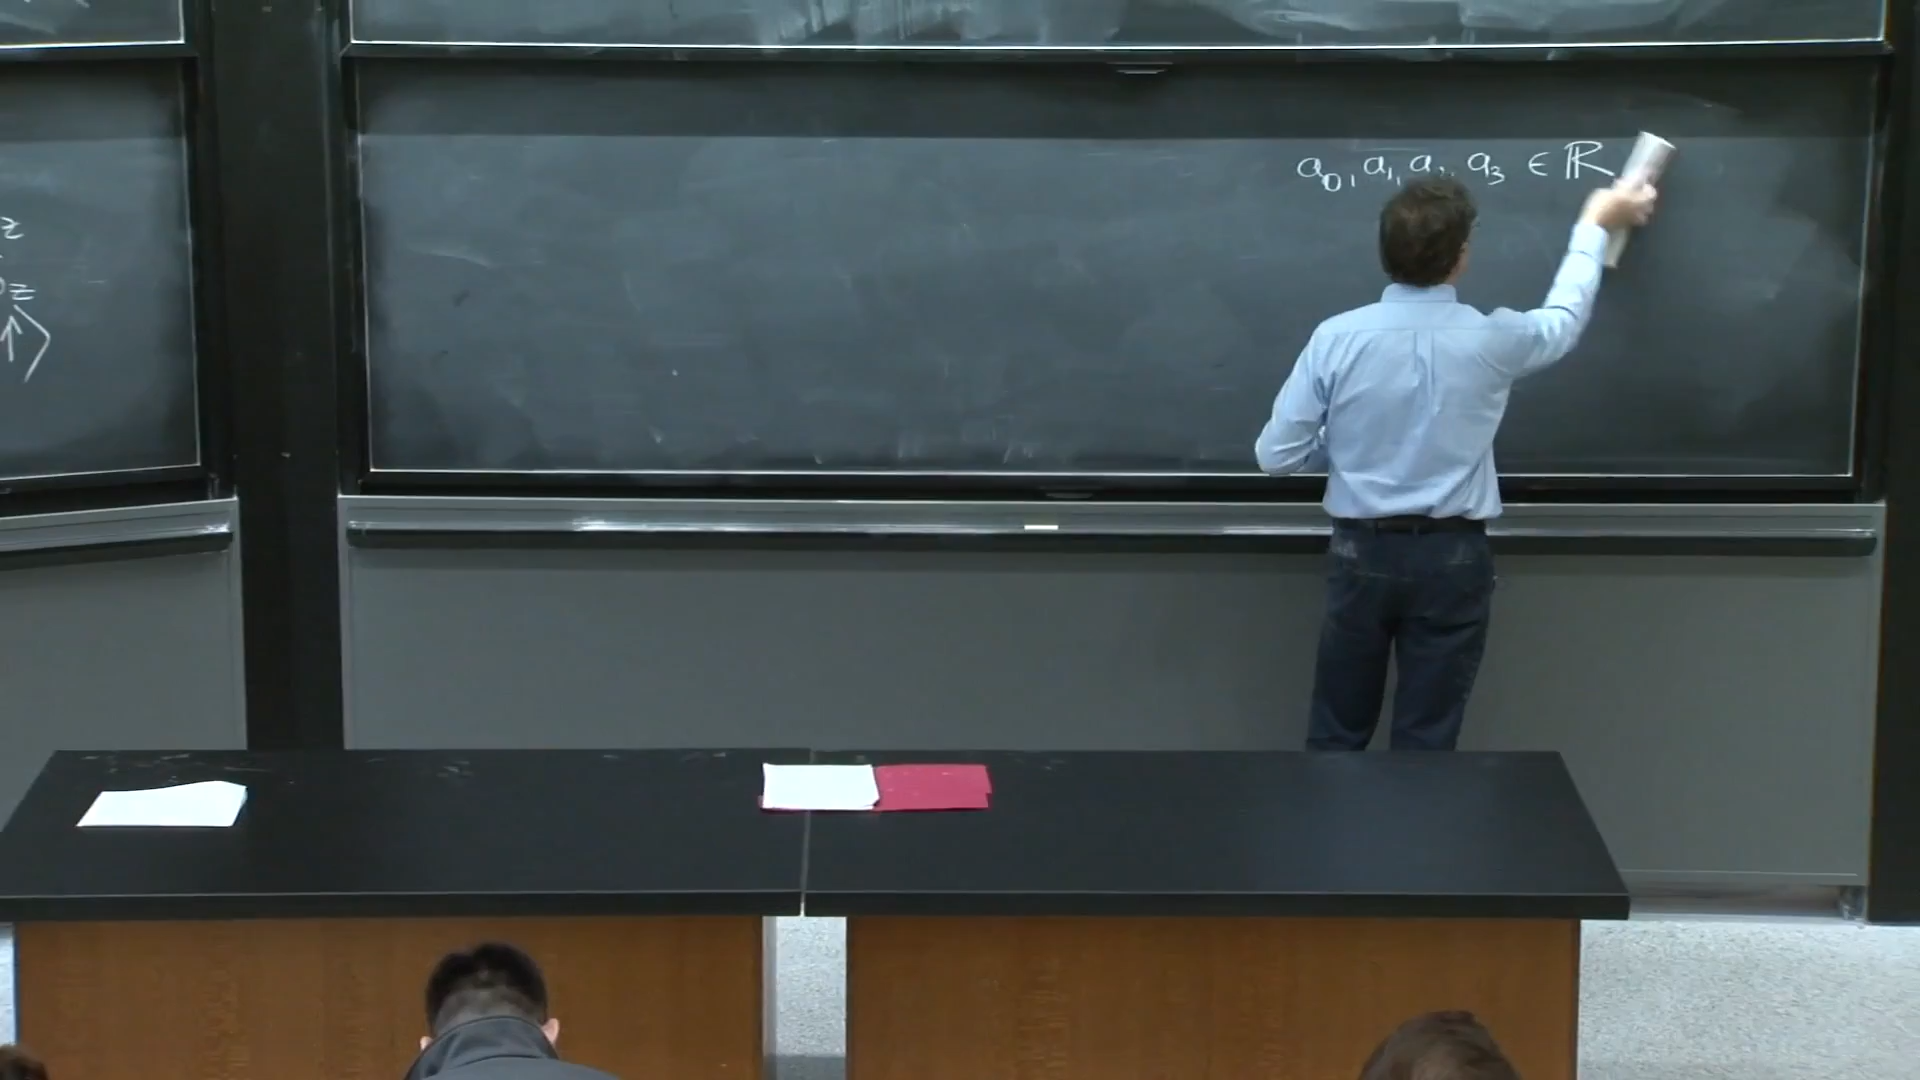 z
z
↑⟩
a₀, a₁, a₂, a₃ ∈ ℝ